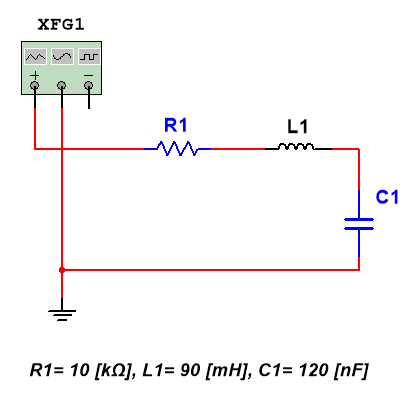 XFG1
+ −
R1
L1
C1
R1= 10 [kΩ], L1= 90 [mH], C1= 120 [nF]